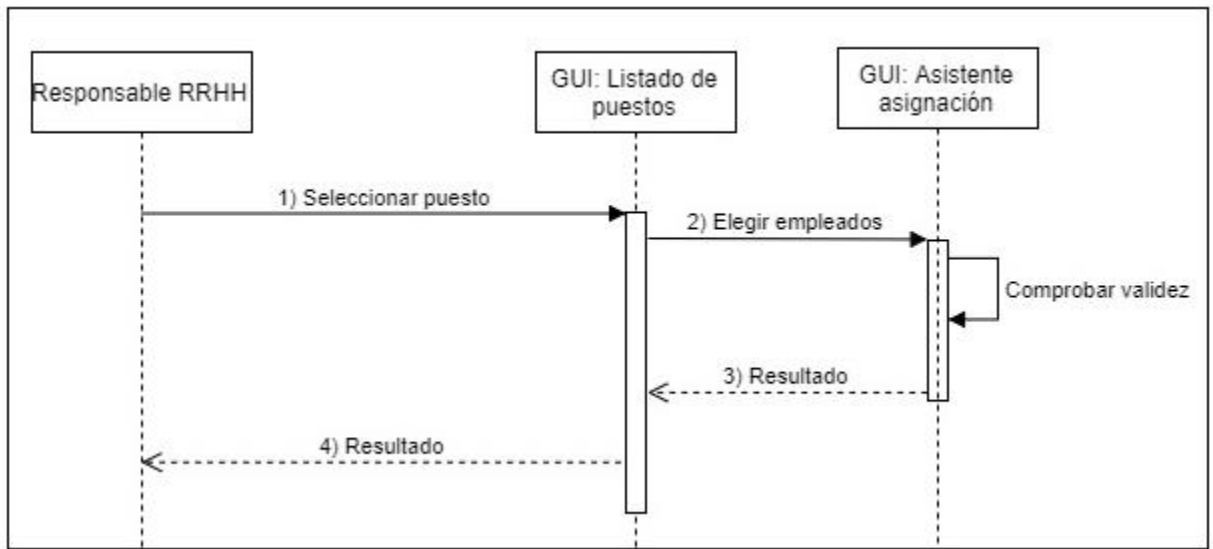 Responsable RRHH
GUI: Listado de
puestos
GUI: Asistente
asignación
1) Seleccionar puesto
2) Elegir empleados
Comprobar validez
3) Resultado
4) Resultado